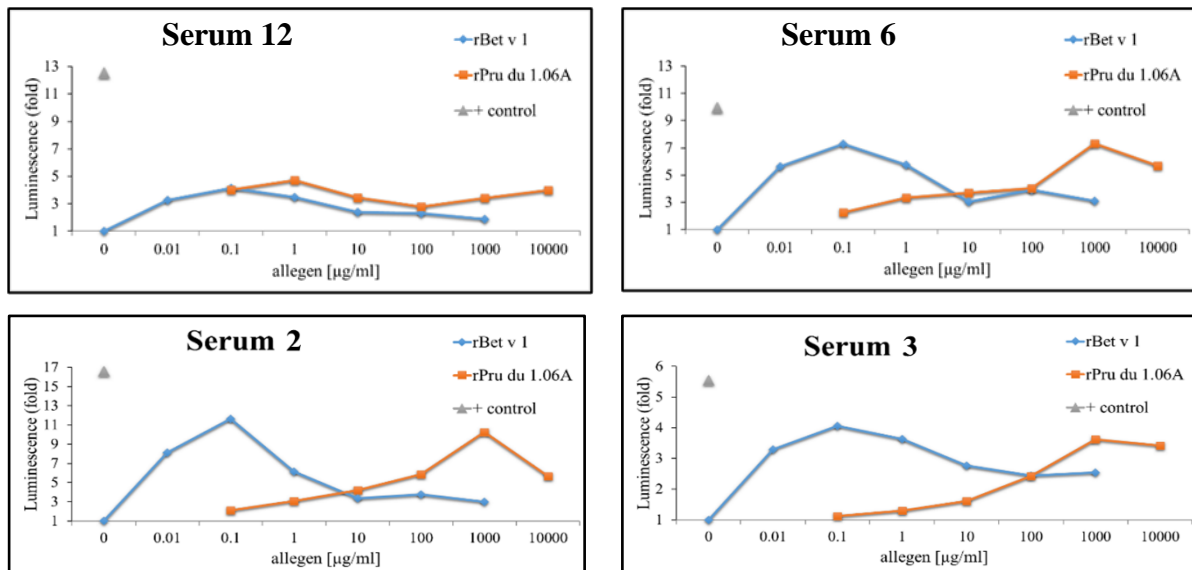 Serum 12
rBet v 1
rPru du 1.06A
+ control
Luminescence (fold)
13
11
9
7
5
3
1
0 0.01 0.1 1 10 100 1000 10000
allegen [µg/ml]
Serum 6
rBet v 1
rPru du 1.06A
+ control
Luminescence (fold)
13
11
9
7
5
3
1
0 0.01 0.1 1 10 100 1000 10000
allegen [µg/ml]
Serum 2
rBet v 1
rPru du 1.06A
+ control
Luminescence (fold)
17
15
13
11
9
7
5
3
1
0 0.01 0.1 1 10 100 1000 10000
allegen [µg/ml]
Serum 3
rBet v 1
rPru du 1.06A
+ control
Luminescence (fold)
6
5
4
3
2
1
0 0.01 0.1 1 10 100 1000 10000
allegen [µg/ml]